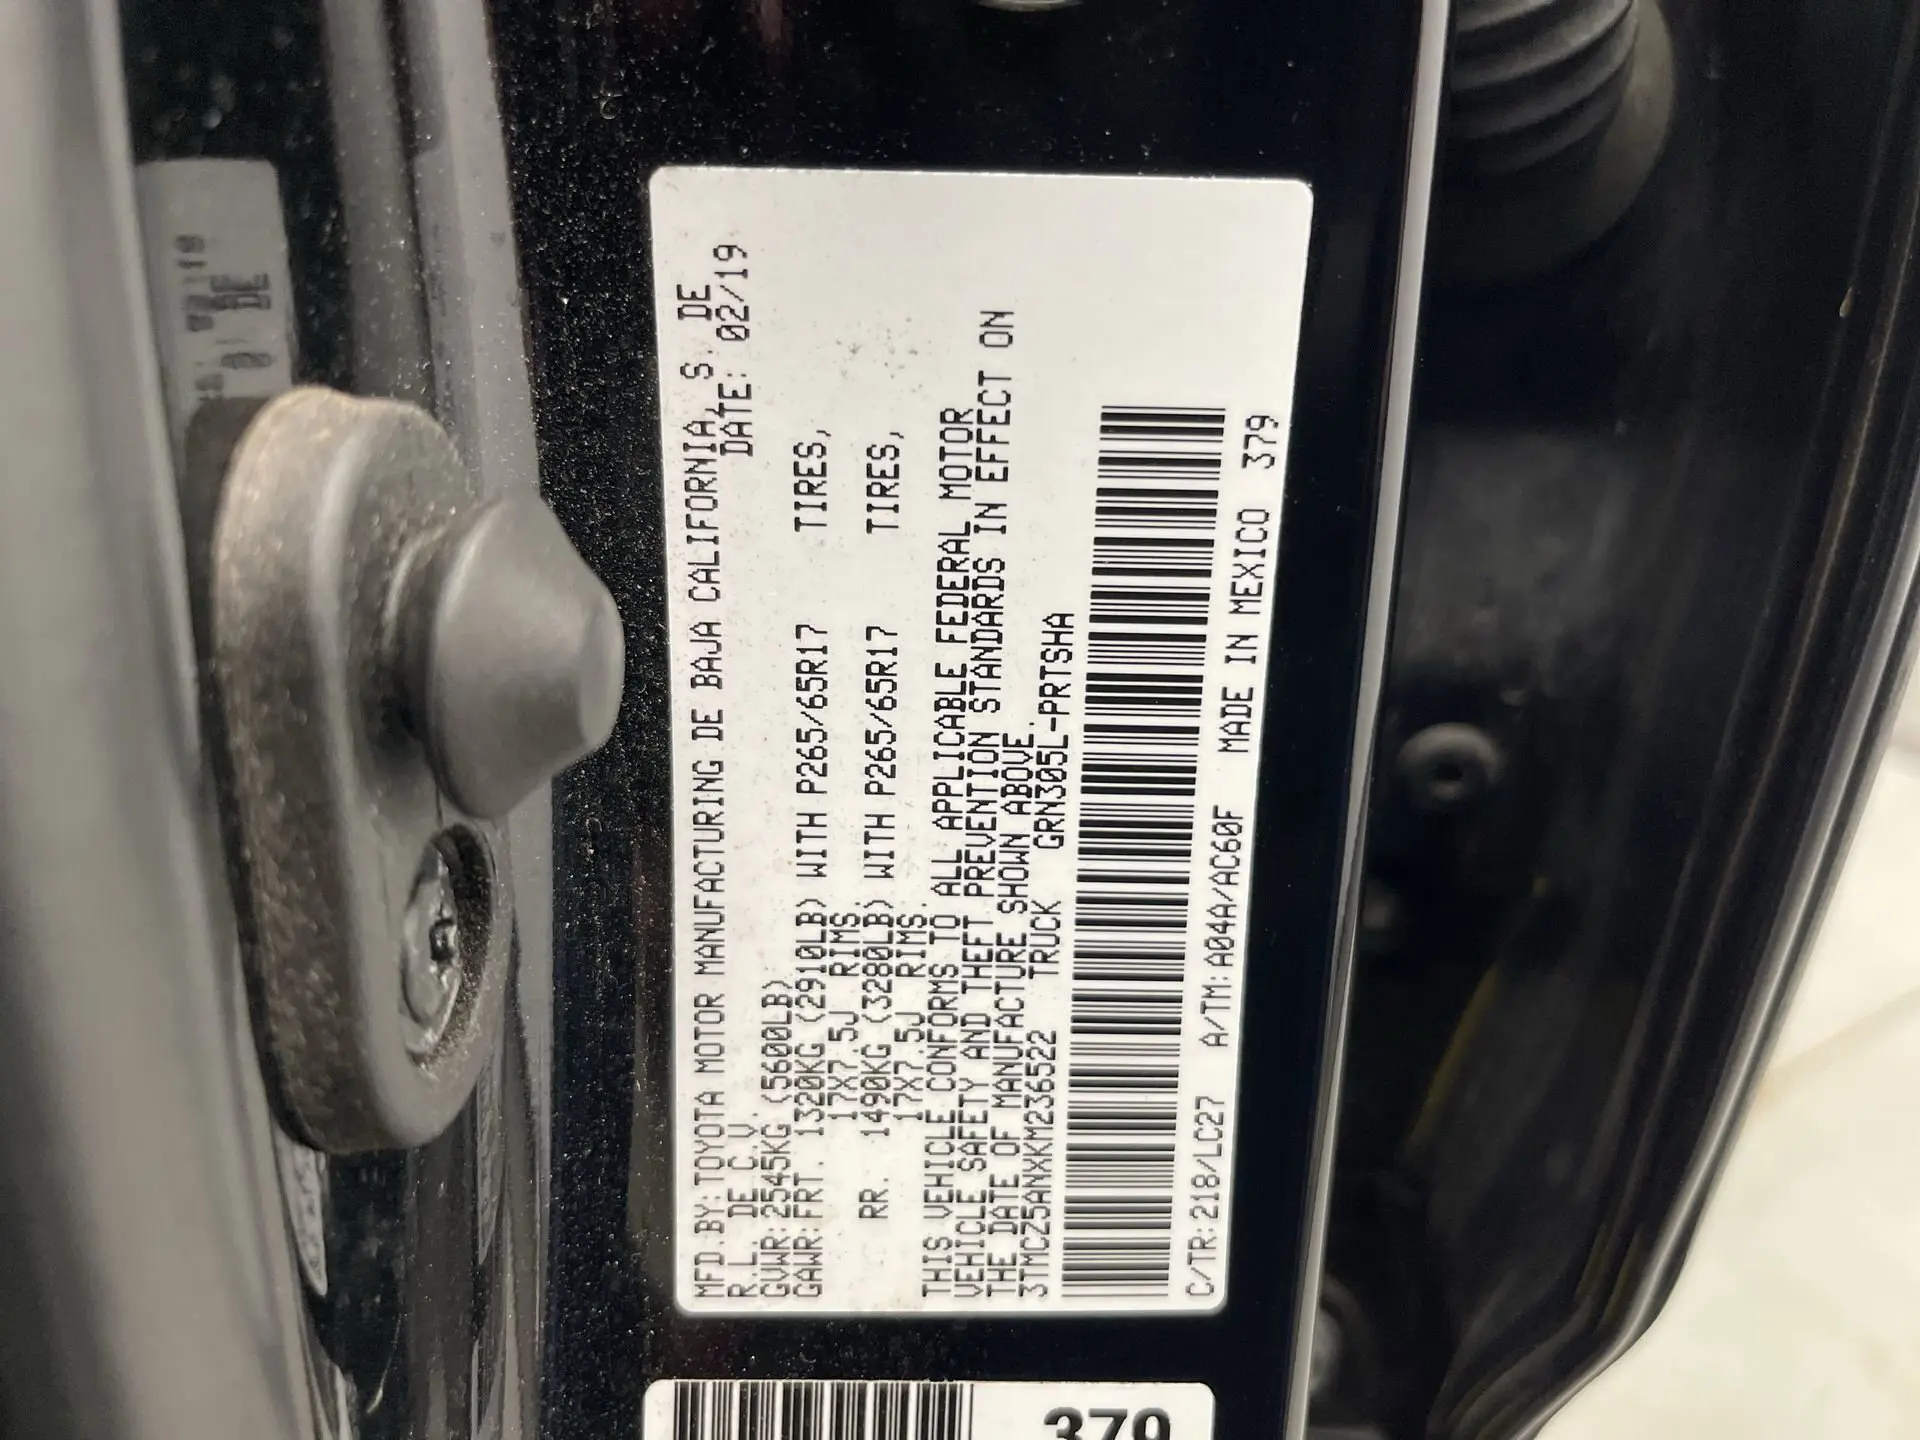 MFD.BY:TOYOTA MOTOR MANUFACTURING DE BAJA CALIFORNIA, S. DE
R.L. DE C.V. DATE: 02/19
GVWR:2545KG (5600LB)
GAWR:FRT. 1320KG (2910LB) WITH P265/65R17 TIRES,
17X7.5J RIMS.
RR. 1490KG (3280LB) WITH P265/65R17 TIRES,
17X7.5J RIMS.
THIS VEHICLE CONFORMS TO ALL APPLICABLE FEDERAL MOTOR
VEHICLE SAFETY AND THEFT PREVENTION STANDARDS IN EFFECT ON
THE DATE OF MANUFACTURE SHOWN ABOVE.
3TMCZ5ANXKM236522 TRUCK GRN305L-PRTSHA
C/TR:218/LC27 A/TM:A04A/AC60F MADE IN MEXICO 379
379